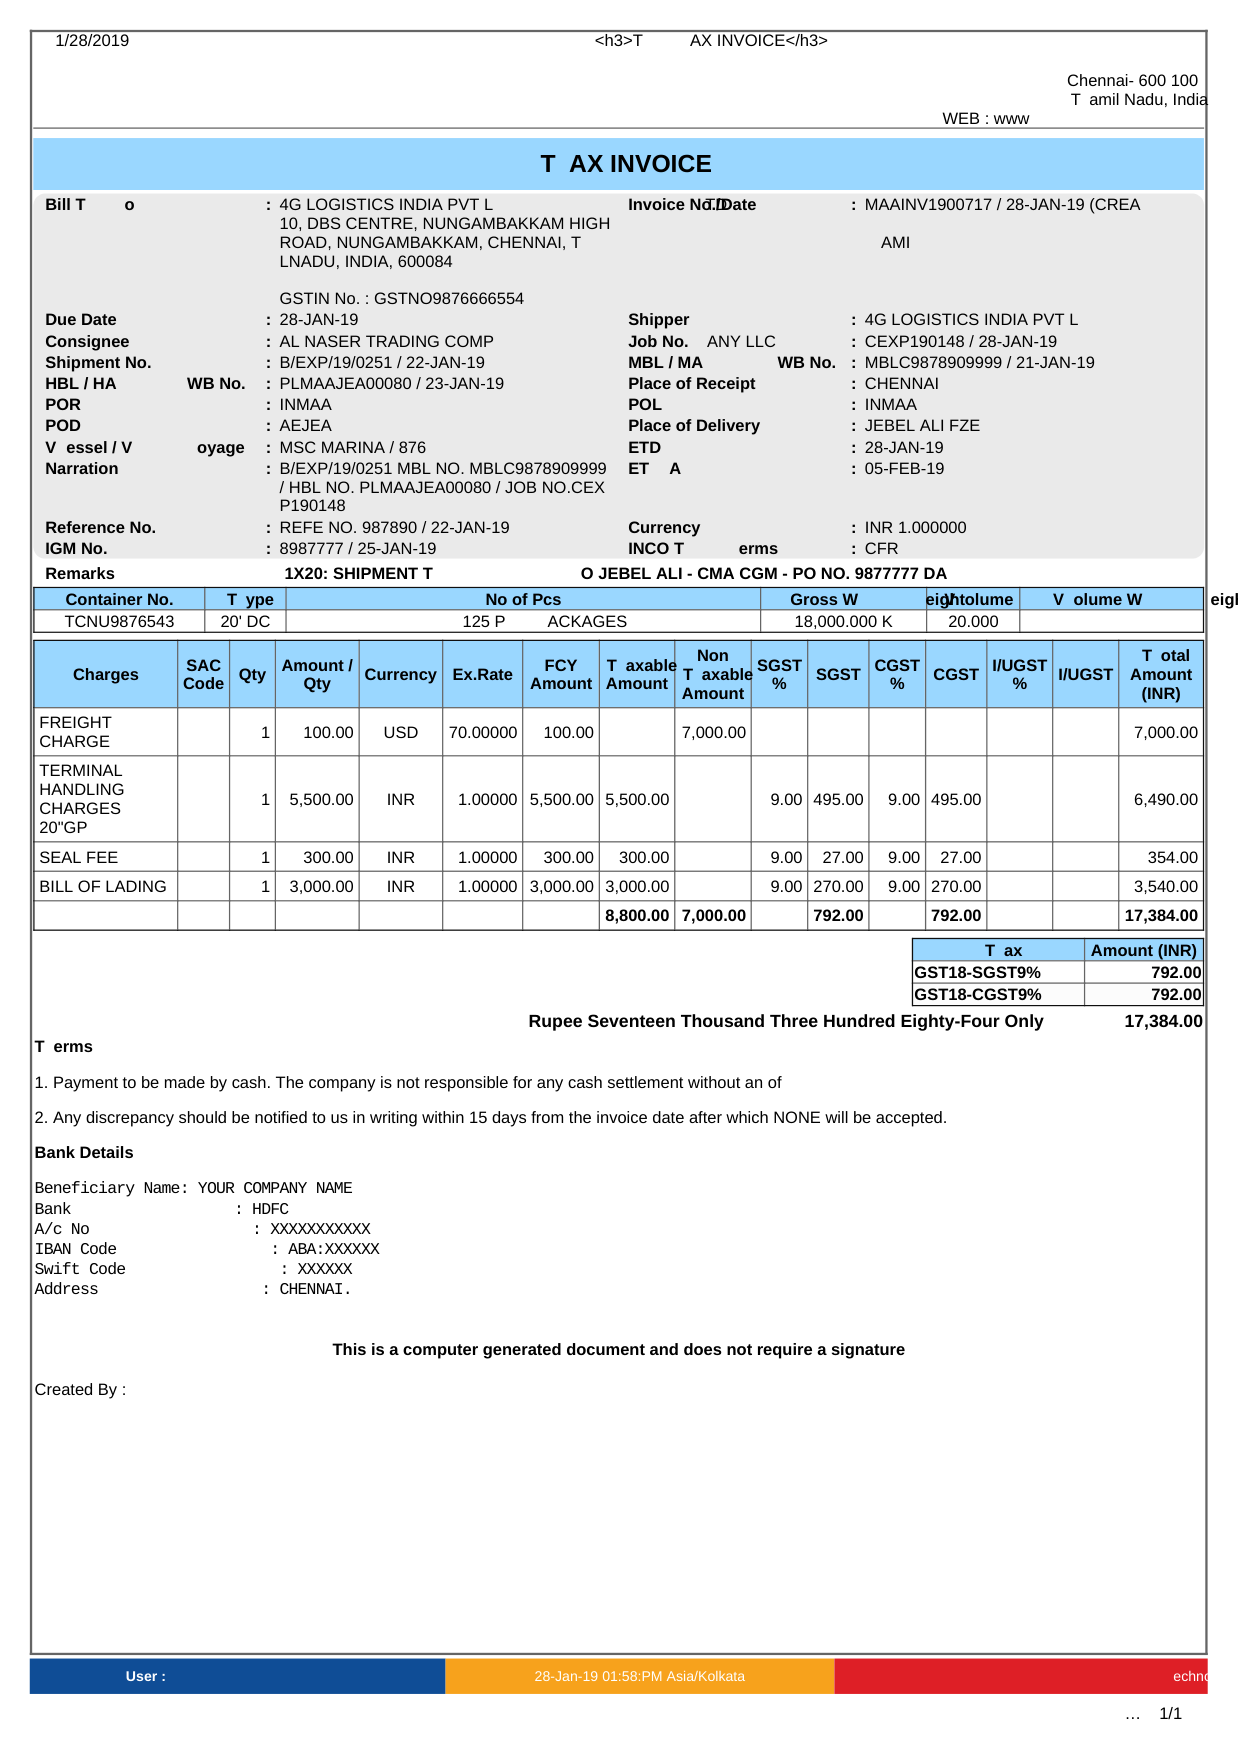 1/28/2019 <h3>T AX INVOICE</h3>
Chennai- 600 100
T amil Nadu, India
WEB : www
T AX INVOICE
Bill T o : 4G LOGISTICS INDIA PVT L TD
10, DBS CENTRE, NUNGAMBAKKAM HIGH
ROAD, NUNGAMBAKKAM, CHENNAI, T AMI
LNADU, INDIA, 600084
GSTIN No. : GSTNO9876666554
Invoice No./Date : MAAINV1900717 / 28-JAN-19 (CREA
Due Date : 28-JAN-19 Shipper : 4G LOGISTICS INDIA PVT L
Consignee : AL NASER TRADING COMP ANY LLC Job No. : CEXP190148 / 28-JAN-19
Shipment No. : B/EXP/19/0251 / 22-JAN-19 MBL / MA WB No. : MBLC9878909999 / 21-JAN-19
HBL / HA WB No. : PLMAAJEA00080 / 23-JAN-19 Place of Receipt : CHENNAI
POR : INMAA POL : INMAA
POD : AEJEA Place of Delivery : JEBEL ALI FZE
V essel / V oyage : MSC MARINA / 876 ETD : 28-JAN-19
Narration : B/EXP/19/0251 MBL NO. MBLC9878909999 ET A : 05-FEB-19
/ HBL NO. PLMAAJEA00080 / JOB NO.CEX
P190148
Reference No. : REFE NO. 987890 / 22-JAN-19 Currency : INR 1.000000
IGM No. : 8987777 / 25-JAN-19 INCO T erms : CFR
Remarks 1X20: SHIPMENT T O JEBEL ALI - CMA CGM - PO NO. 9877777 DA
Container No. T ype No of Pcs Gross W eight V olume V olume W eigl
TCNU9876543 20' DC 125 P ACKAGES 18,000.000 K 20.000
Charges SAC Code Qty Amount / Qty Currency Ex.Rate FCY Amount T axable Amount Non T axable Amount SGST % SGST CGST % CGST I/UGST % I/UGST T otal Amount (INR)
FREIGHT CHARGE 1 100.00 USD 70.00000 100.00 7,000.00 7,000.00
TERMINAL HANDLING CHARGES 20"GP 1 5,500.00 INR 1.00000 5,500.00 5,500.00 9.00 495.00 9.00 495.00 6,490.00
SEAL FEE 1 300.00 INR 1.00000 300.00 300.00 9.00 27.00 9.00 27.00 354.00
BILL OF LADING 1 3,000.00 INR 1.00000 3,000.00 3,000.00 9.00 270.00 9.00 270.00 3,540.00
8,800.00 7,000.00 792.00 792.00 17,384.00
T ax Amount (INR)
GST18-SGST9% 792.00
GST18-CGST9% 792.00
Rupee Seventeen Thousand Three Hundred Eighty-Four Only 17,384.00
T erms
1. Payment to be made by cash. The company is not responsible for any cash settlement without an of
2. Any discrepancy should be notified to us in writing within 15 days from the invoice date after which NONE will be accepted.
Bank Details
Beneficiary Name: YOUR COMPANY NAME
Bank : HDFC
A/c No : XXXXXXXXXXX
IBAN Code : ABA:XXXXXX
Swift Code : XXXXXX
Address : CHENNAI.
This is a computer generated document and does not require a signature
Created By :
User : 28-Jan-19 01:58:PM Asia/Kolkata echno
… 1/1